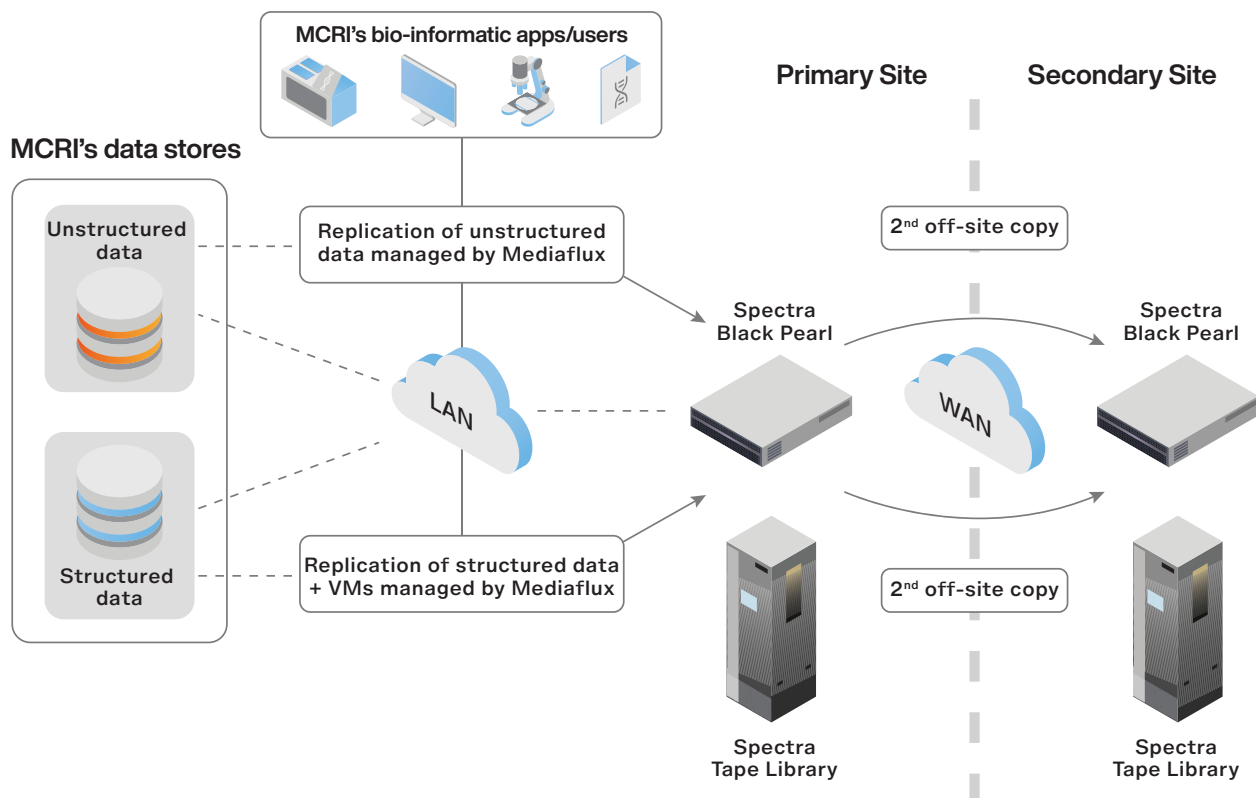 MCRI's bio-informatic apps/users
Primary Site
Secondary Site
MCRI's data stores
Unstructured
data
Replication of unstructured
data managed by Mediaflux
2nd off-site copy
Spectra
Black Pearl
Spectra
Black Pearl
LAN
WAN
Structured
data
Replication of structured data
+ VMs managed by Mediaflux
2nd off-site copy
Spectra
Tape Library
Spectra
Tape Library